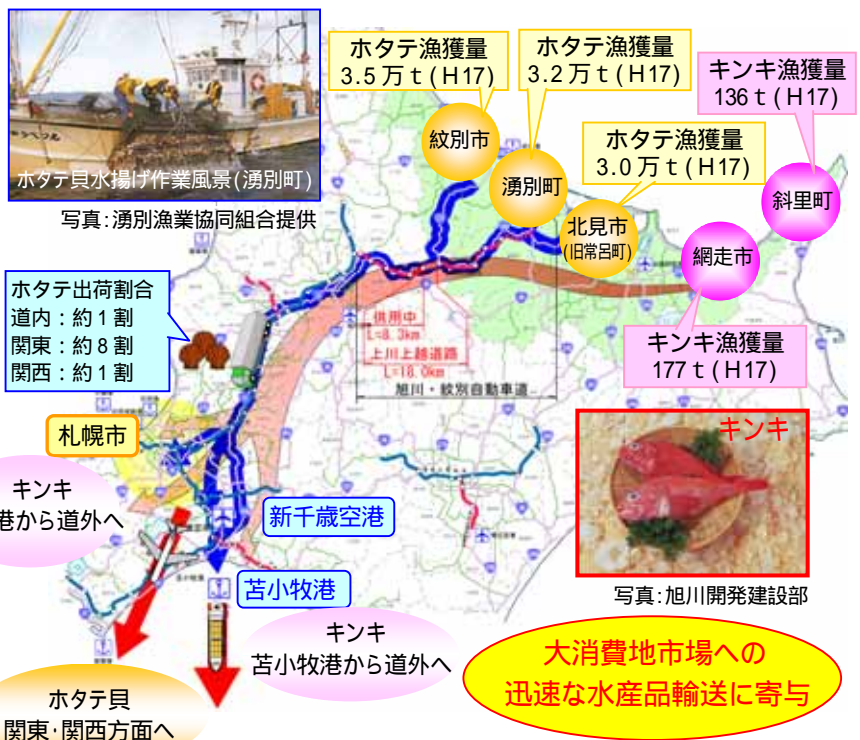 ホタテ漁獲量
3.5万t(H17)
ホタテ漁獲量
3.2万t(H17)
キンキ漁獲量
136t(H17)
ホタテ漁獲量
3.0万t(H17)
紋別市
湧別町
北見市
(旧常呂町)
斜里町
網走市
ホタテ貝水揚げ作業風景(湧別町)
写真:湧別漁業協同組合提供
ホタテ出荷割合
道内:約1割
関東:約8割
関西:約1割
供用中
L=8.3km
上川上越道路
L=18.0km
旭川・紋別自動車道
キンキ漁獲量
177t(H17)
札幌市
キンキ
港から道外へ
新千歳空港
苫小牧港
苫小牧港
キンキ
苫小牧港から道外へ
キンキ
写真:旭川開発建設部
ホタテ貝
関東・関西方面へ
大消費地市場への
迅速な水産品輸送に寄与